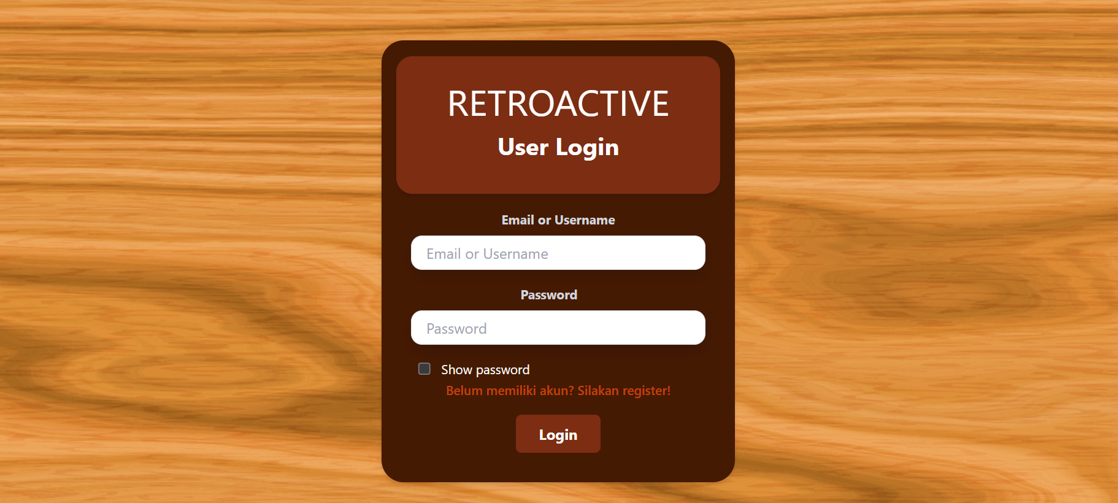 RETROACTIVE
User Login
Email or Username
Email or Username
Password
Password
Show password
Belum memiliki akun? Silakan register!
Login